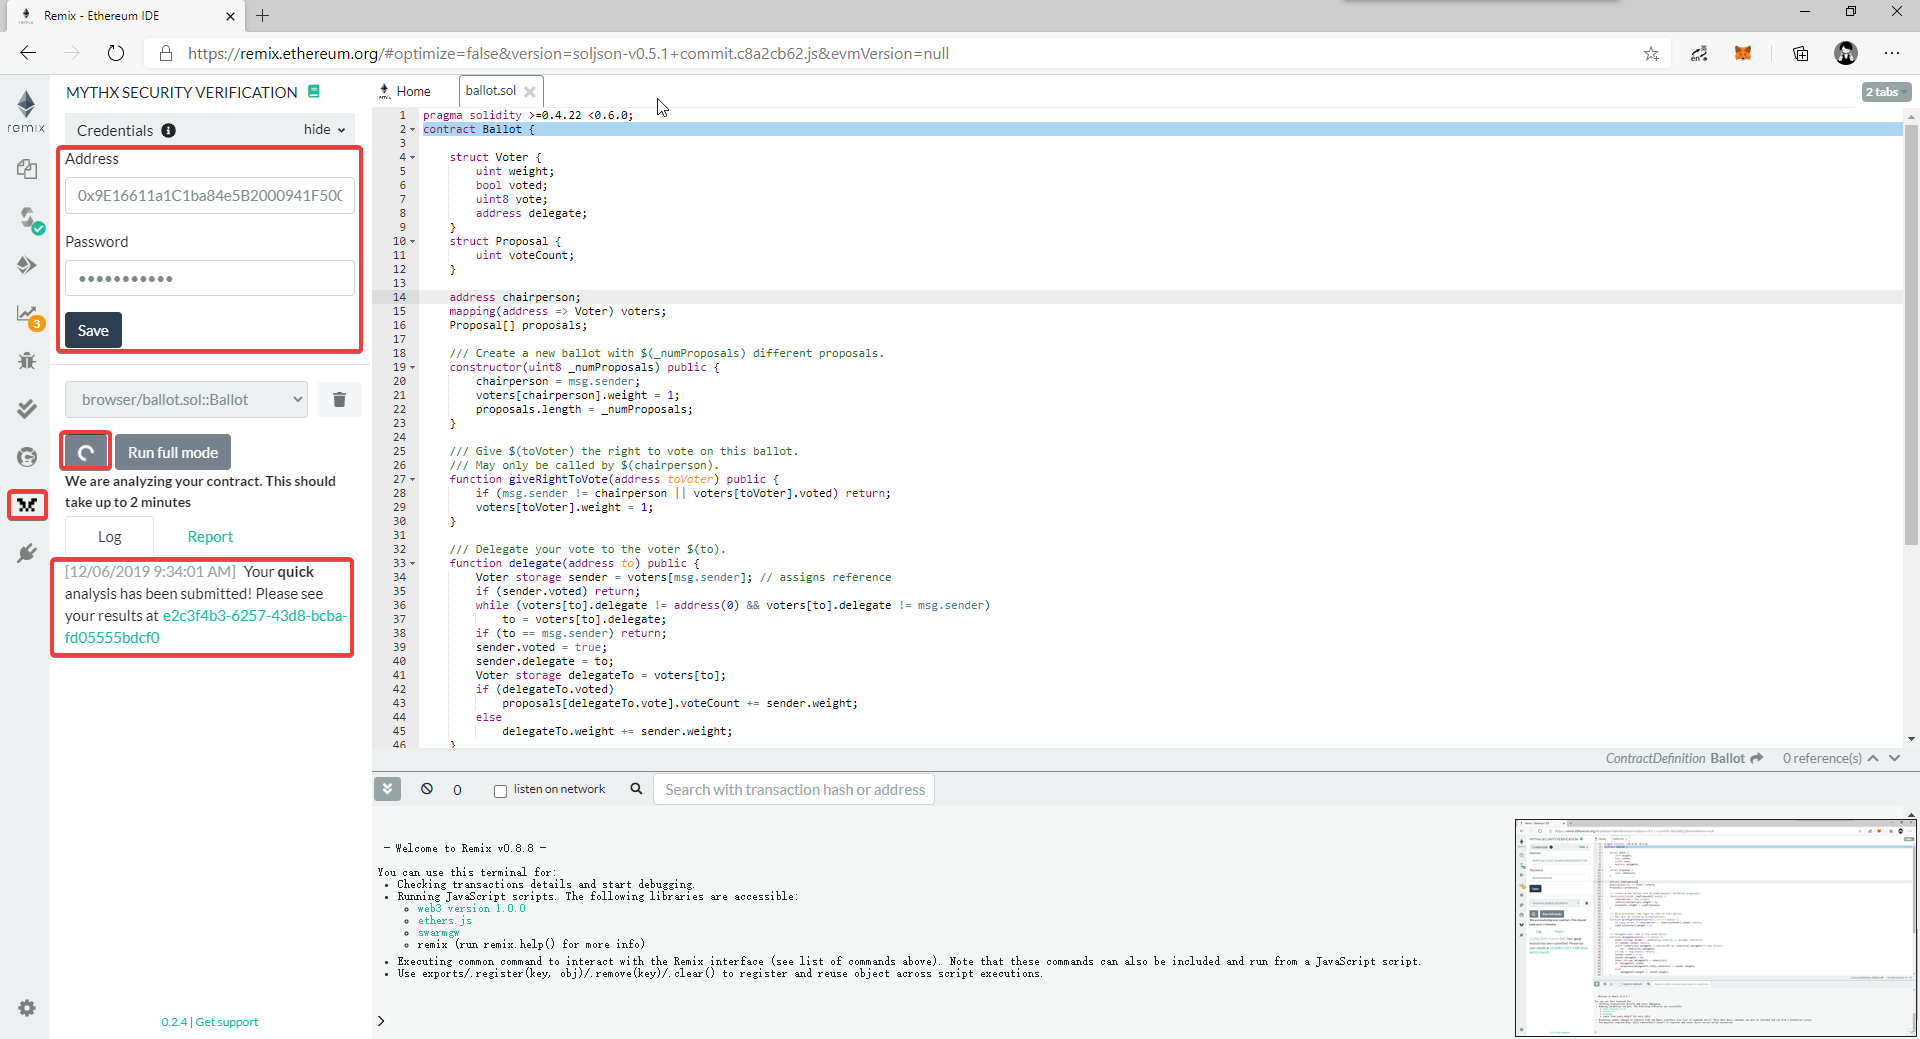 Remix - Ethereum IDE
https://remix.ethereum.org/#optimize=false&version=soljson-v0.5.1+commit.c8a2cb62.js&evmVersion=null
remix
MYTHX SECURITY VERIFICATION
Credentials
hide
Address
0x9E16611a1C1ba84e5B2000941F50
Password
•••••••••••
Save
3
browser/ballot.sol::Ballot
Run full mode
We are analyzing your contract. This should
take up to 2 minutes
Log
Report
[12/06/2019 9:34:01 AM] Your quick
analysis has been submitted! Please see
your results at e2c3f4b3-6257-43d8-bcba-
fd05555bdcf0
0.2.4 | Get support
Home
ballot.sol
2 tabs
1 pragma solidity >=0.4.22 <0.6.0;
2 contract Ballot {
3
4 struct Voter {
5 uint weight;
6 bool voted;
7 uint8 vote;
8 address delegate;
9 }
10 struct Proposal {
11 uint voteCount;
12 }
13
14 address chairperson;
15 mapping(address => Voter) voters;
16 Proposal[] proposals;
17
18 /// Create a new ballot with $(_numProposals) different proposals.
19 constructor(uint8 _numProposals) public {
20 chairperson = msg.sender;
21 voters[chairperson].weight = 1;
22 proposals.length = _numProposals;
23 }
24
25 /// Give $(toVoter) the right to vote on this ballot.
26 /// May only be called by $(chairperson).
27 function giveRightToVote(address toVoter) public {
28 if (msg.sender != chairperson || voters[toVoter].voted) return;
29 voters[toVoter].weight = 1;
30 }
31
32 /// Delegate your vote to the voter $(to).
33 function delegate(address to) public {
34 Voter storage sender = voters[msg.sender]; // assigns reference
35 if (sender.voted) return;
36 while (voters[to].delegate != address(0) && voters[to].delegate != msg.sender)
37 to = voters[to].delegate;
38 if (to == msg.sender) return;
39 sender.voted = true;
40 sender.delegate = to;
41 Voter storage delegateTo = voters[to];
42 if (delegateTo.voted)
43 proposals[delegateTo.vote].voteCount += sender.weight;
44 else
45 delegateTo.weight += sender.weight;
46 }
ContractDefinition Ballot
0 reference(s)
0
listen on network
Search with transaction hash or address
- Welcome to Remix v0.8.8 -
You can use this terminal for:
• Checking transactions details and start debugging.
• Running JavaScript scripts. The following libraries are accessible:
○ web3 version 1.0.0
○ ethers.js
○ swarmgw
○ remix (run remix.help() for more info)
• Executing common command to interact with the Remix interface (see list of commands above). Note that these commands can also be included and run from a JavaScript script.
• Use exports/.register(key, obj)/.remove(key)/.clear() to register and reuse object across script executions.
>